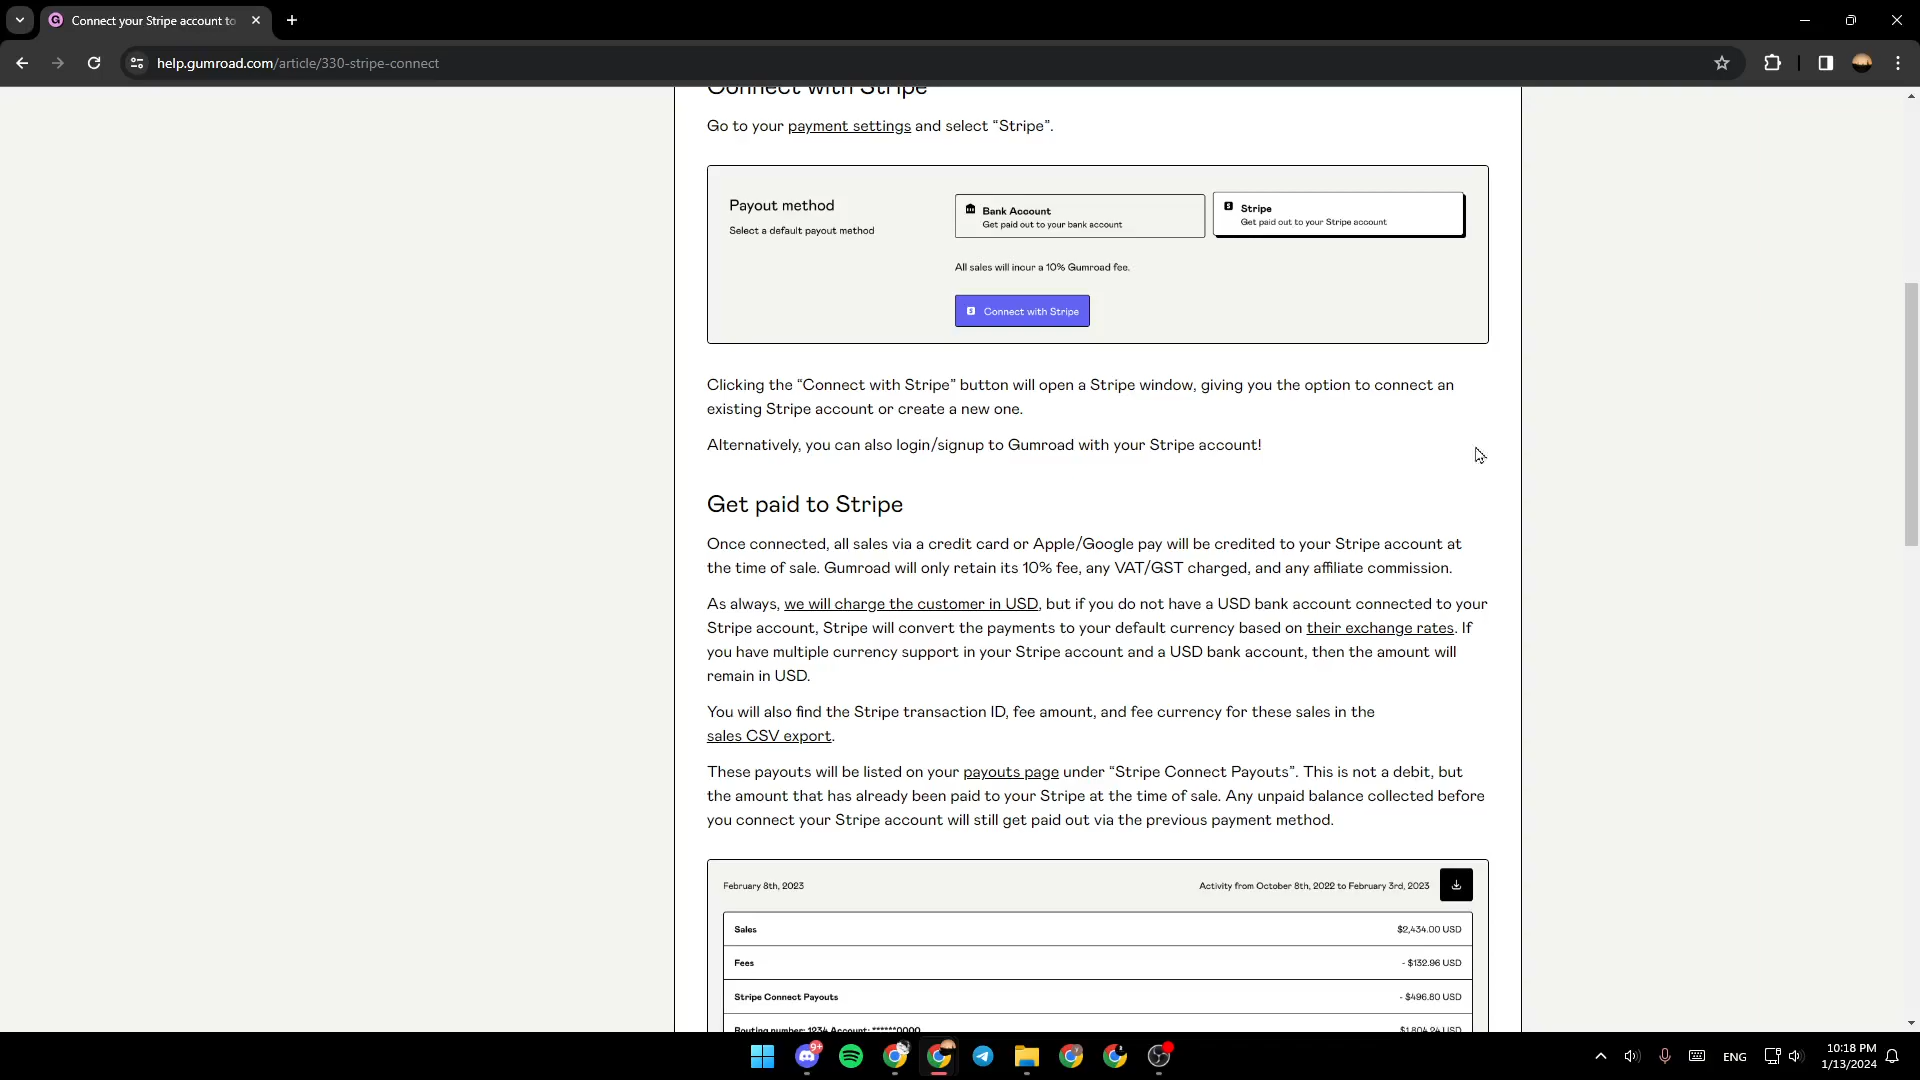 Connect your Stripe account to
help.gumroad.com/article/330-stripe-connect
Connect with Stripe
Go to your payment settings and select “Stripe”.
Payout method
Select a default payout method
Bank Account
Get paid out to your bank account
Stripe
Get paid out to your Stripe account
All sales will incur a 10% Gumroad fee.
Connect with Stripe
Clicking the “Connect with Stripe” button will open a Stripe window, giving you the option to connect an
existing Stripe account or create a new one.
Alternatively, you can also login/signup to Gumroad with your Stripe account!
Get paid to Stripe
Once connected, all sales via a credit card or Apple/Google pay will be credited to your Stripe account at
the time of sale. Gumroad will only retain its 10% fee, any VAT/GST charged, and any affiliate commission.
As always, we will charge the customer in USD, but if you do not have a USD bank account connected to your
Stripe account, Stripe will convert the payments to your default currency based on their exchange rates. If
you have multiple currency support in your Stripe account and a USD bank account, then the amount will
remain in USD.
You will also find the Stripe transaction ID, fee amount, and fee currency for these sales in the
sales CSV export.
These payouts will be listed on your payouts page under “Stripe Connect Payouts”. This is not a debit, but
the amount that has already been paid to your Stripe at the time of sale. Any unpaid balance collected before
you connect your Stripe account will still get paid out via the previous payment method.
February 8th, 2023
Activity from October 8th, 2022 to February 3rd, 2023
Sales
$2,434.00 USD
Fees
- $132.96 USD
Stripe Connect Payouts
- $496.80 USD
Routing number: 1234 Account: ******0000
$1,804.24 USD
9+
ENG
10:18 PM
1/13/2024